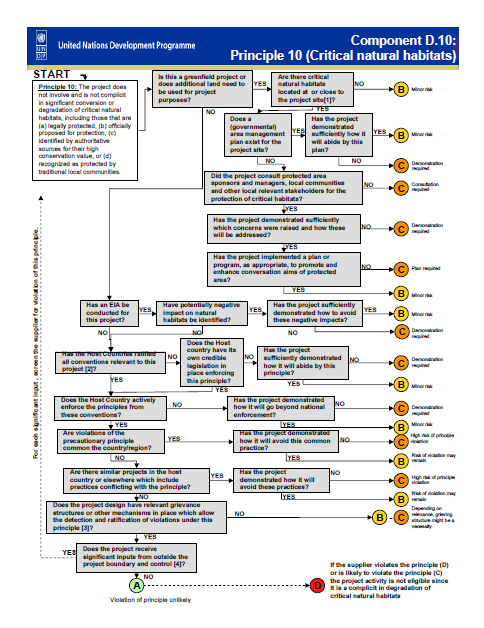 U N
D P
United Nations Development Programme
Component D.10:
Principle 10 (Critical natural habitats)
START
Principle 10: The project does
not involve and is not complicit
in significant conversion or
degradation of critical natural
habitats, including those that are
(a) legally protected, (b) officially
proposed for protection, (c)
identified by authoritative
sources for their high
conservation value, or (d)
recognized as protected by
traditional local communities.
Is this a greenfield project or
does additional land need to
be used for project
purposes?
YES
NO
Are there critical
natural habitats
located at or close to
the project site[1]?
NO
B
Minor risk
YES
Does a
(governmental)
area management
plan exist for the
project site?
YES
NO
Has the project
demonstrated
sufficiently how it
will abide by this
plan?
YES
B
Minor risk
NO
C
Demonstration
required
Did the project consult protected area
sponsors and managers, local communities
and other local relevant stakeholders for the
protection of critical habitats?
NO
C
Consultation
required
YES
Has the project demonstrated sufficiently
which concerns were raised and how these
will be addressed?
NO
C
Demonstration
required
YES
Has the project implemented a plan or
program, as appropriate, to promote and
enhance conversation aims of protected
area?
NO
C
Plan required
YES
B
Minor risk
Has an EIA be
conducted for
this project?
YES
NO
Have potentially negative
impact on natural
habitats be identified?
YES
NO
Has the project sufficiently
demonstrated how to avoid
these negative impacts?
YES
B
Minor risk
NO
C
Demonstration
required
Has the Host Countries ratified
all conventions relevant to this
project [2]?
NO
YES
Does the Host
country have its
own credible
legislation in
place enforcing
this principle?
NO
YES
Has the project
sufficiently demonstrated
how it will abide by this
principle?
NO
C
Demonstration
required
YES
B
Minor risk
Does the Host Country actively
enforce the principles from
these conventions?
NO
YES
Has the project demonstrated
how it will go beyond national
enforcement?
NO
C
Demonstration
required
YES
B
Minor risk
Are violations of the
precautionary principle
common the country/region?
YES
NO
Has the project demonstrated
how it will avoid this common
practice?
NO
C
High risk of principle
violation
YES
B
Risk of violation may
remain
Are there similar projects in the host
country or elsewhere which include
practices conflicting with the principle?
YES
NO
Has the project
demonstrated how it will
avoid these practices?
NO
C
High risk of principle
violation
YES
B
Risk of violation may
remain
Does the project design have relevant grievance
structures or other mechanisms in place which allow
the detection and ratification of violations under this
principle [3]?
NO
B - C
Depending on
relevance, grieving
structure might be a
necessity
YES
Does the project receive
significant inputs from outside the
project boundary and control [4]?
YES
NO
For each significant input, screen the supplier for violation of this principle.
A
Violation of principle unlikely
D
If the supplier violates the principle (D)
or is likely to violate the principle (C)
the project activity is not eligible since
it is a complicit in degradation of
critical natural habitats